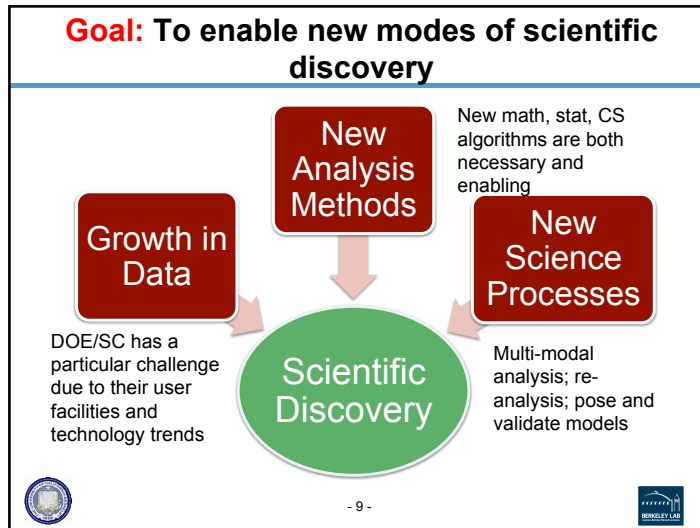 Goal: To enable new modes of scientific
discovery
New
Analysis
Methods
New math, stat, CS
algorithms are both
necessary and
enabling
Growth in
Data
New
Science
Processes
DOE/SC has a
particular challenge
due to their user
facilities and
technology trends
Scientific
Discovery
Multi-modal
analysis; re-
analysis; pose and
validate models
- 9 -
BERKELEY LAB